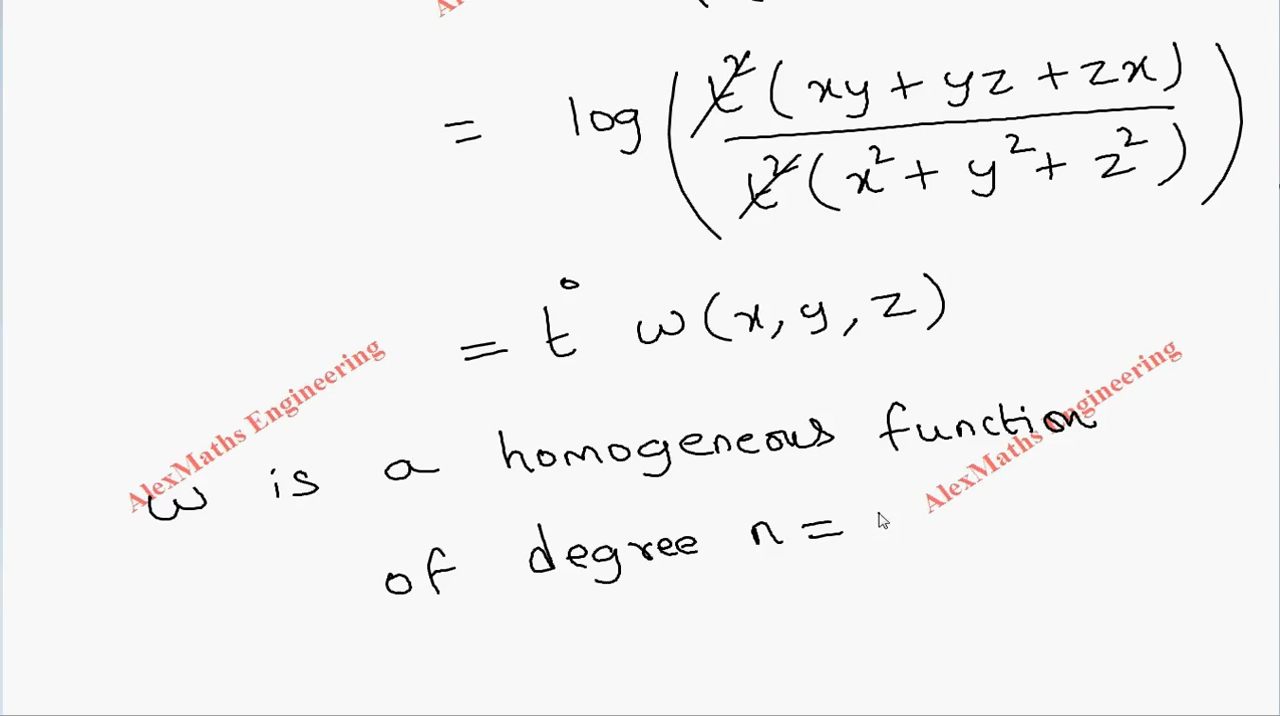 = log ( t²(xy + yz + zx) / t²(x² + y² + z²) )
= t⁰ w(x, y, z)
w is a homogeneous function
of degree n =
AlexMaths Engineering
AlexMaths Engineering